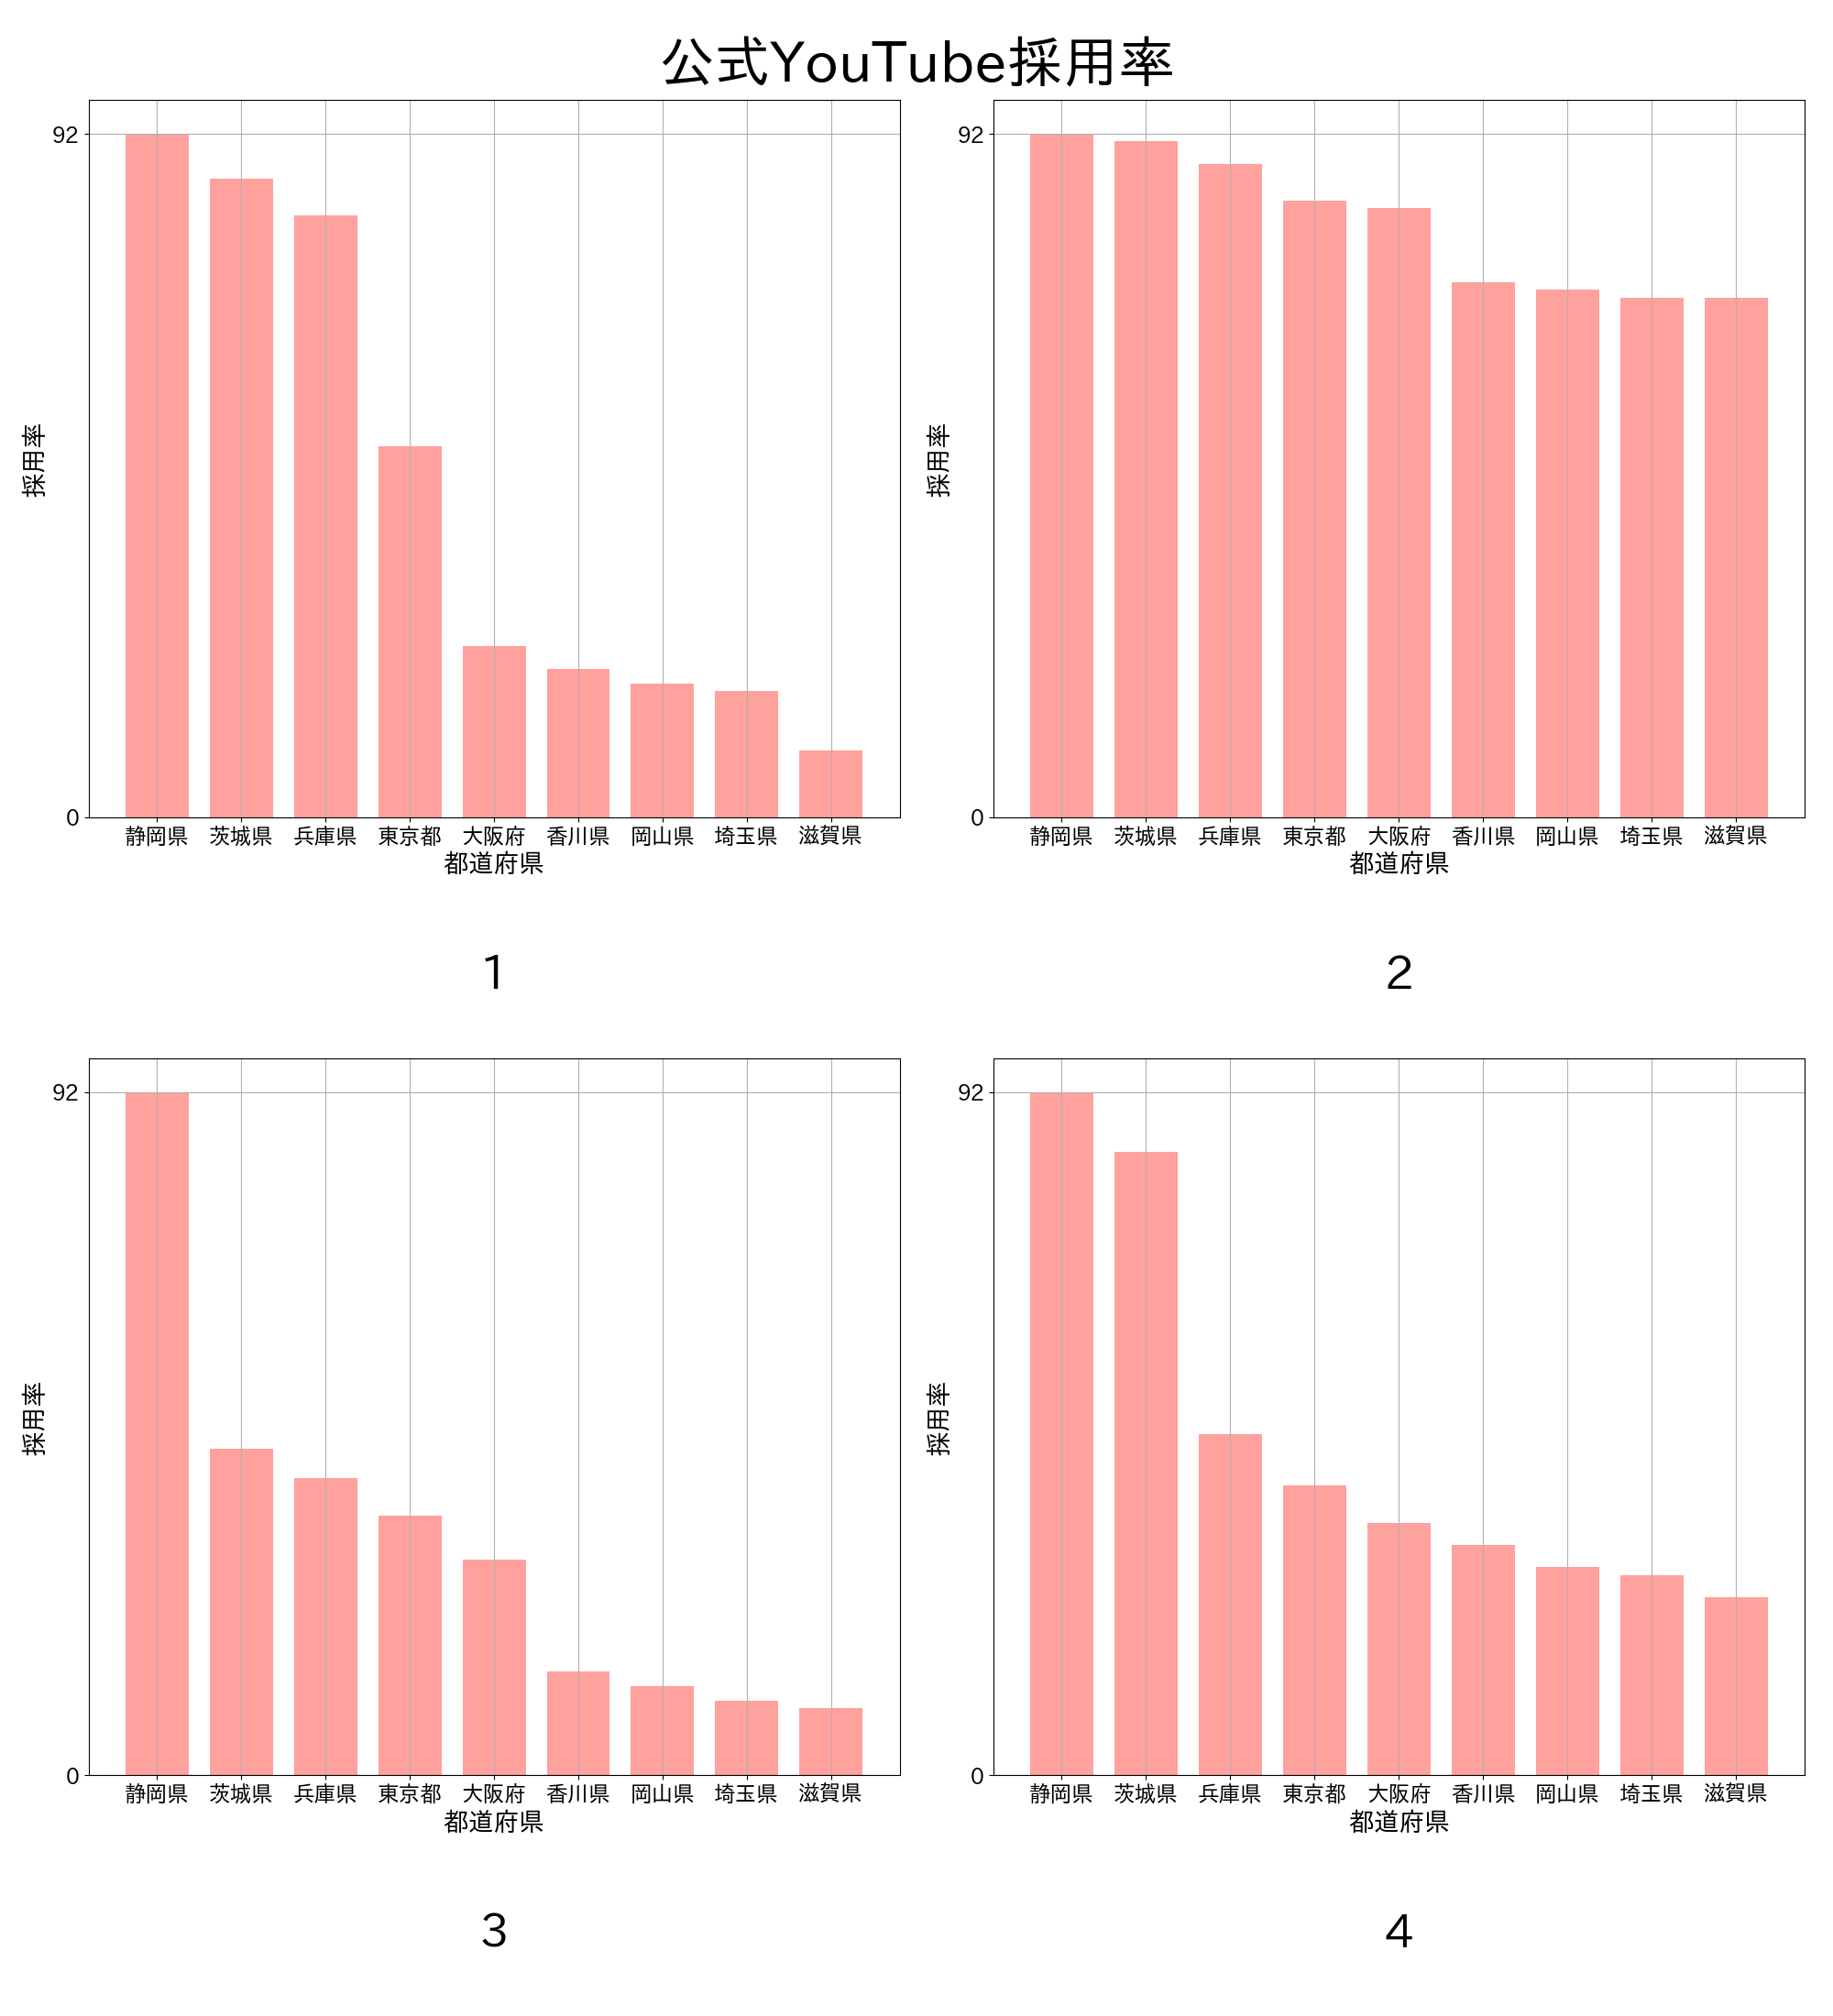 公式YouTube採用率
92
採用率
0
静岡県 茨城県 兵庫県 東京都 大阪府 香川県 岡山県 埼玉県 滋賀県
都道府県
1
92
採用率
0
静岡県 茨城県 兵庫県 東京都 大阪府 香川県 岡山県 埼玉県 滋賀県
都道府県
2
92
採用率
0
静岡県 茨城県 兵庫県 東京都 大阪府 香川県 岡山県 埼玉県 滋賀県
都道府県
3
92
採用率
0
静岡県 茨城県 兵庫県 東京都 大阪府 香川県 岡山県 埼玉県 滋賀県
都道府県
4